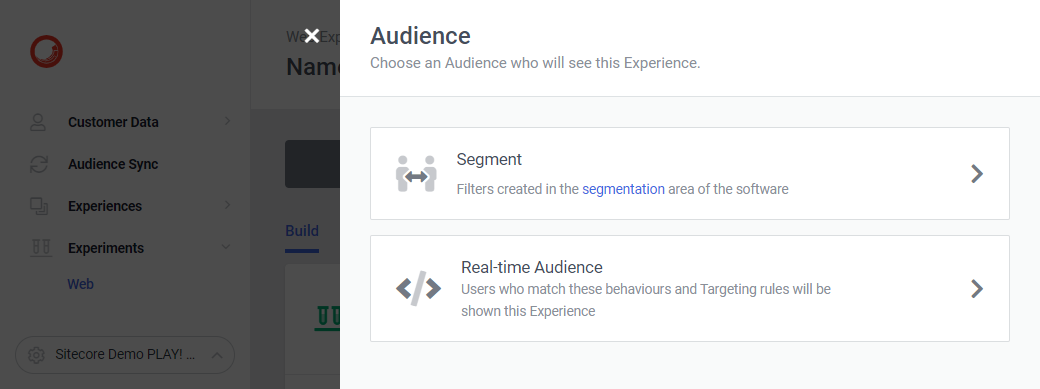 Customer Data
Audience Sync
Experiences
Experiments
Web
Sitecore Demo PLAY! ...
We Exp
Name
Build
Audience
Choose an Audience who will see this Experience.
Segment
Filters created in the segmentation area of the software
Real-time Audience
Users who match these behaviours and Targeting rules will be
shown this Experience